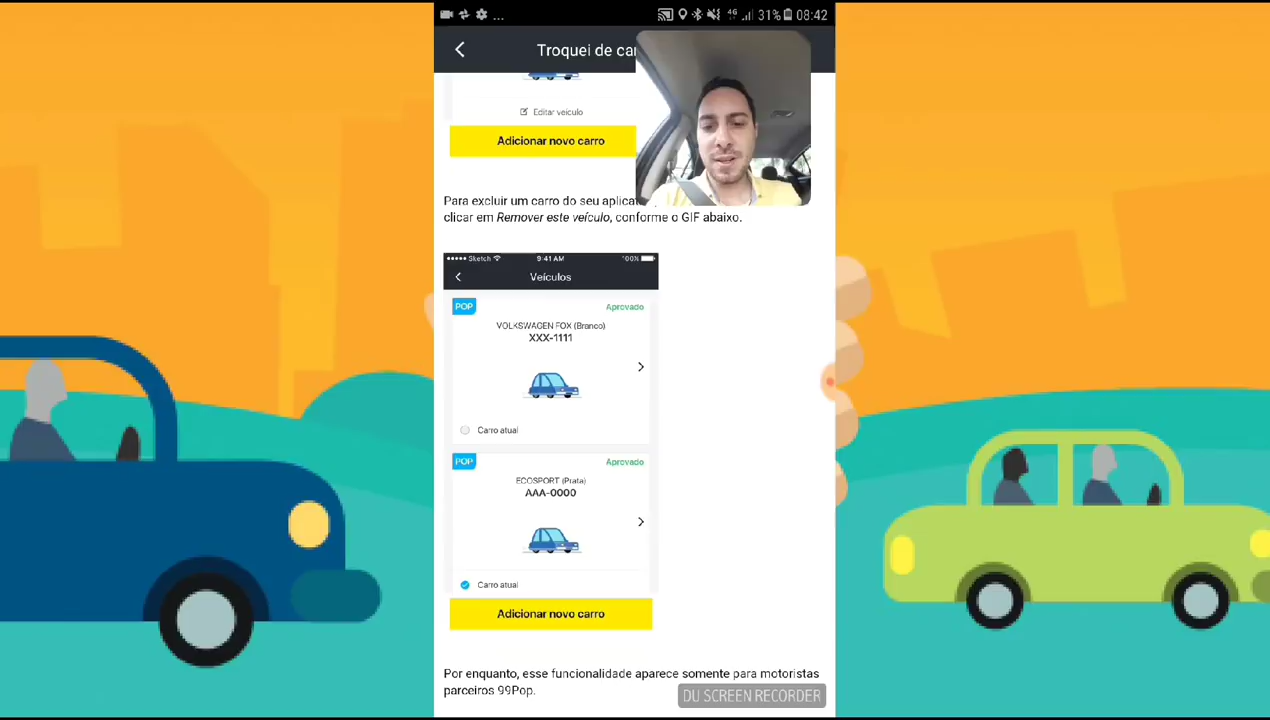 ... 4G 31% 08:42
Troquei de car
Editar veículo
Adicionar novo carro
Para excluir um carro do seu aplicat
clicar em Remover este veículo, conforme o GIF abaixo.
Sketch 9:41 AM 100%
Veículos
POP Aprovado
VOLKSWAGEN FOX (Branco)
XXX-1111
Carro atual
POP Aprovado
ECOSPORT (Prata)
AAA-0000
Carro atual
Adicionar novo carro
Por enquanto, esse funcionalidade aparece somente para motoristas
parceiros 99Pop.
DU SCREEN RECORDER